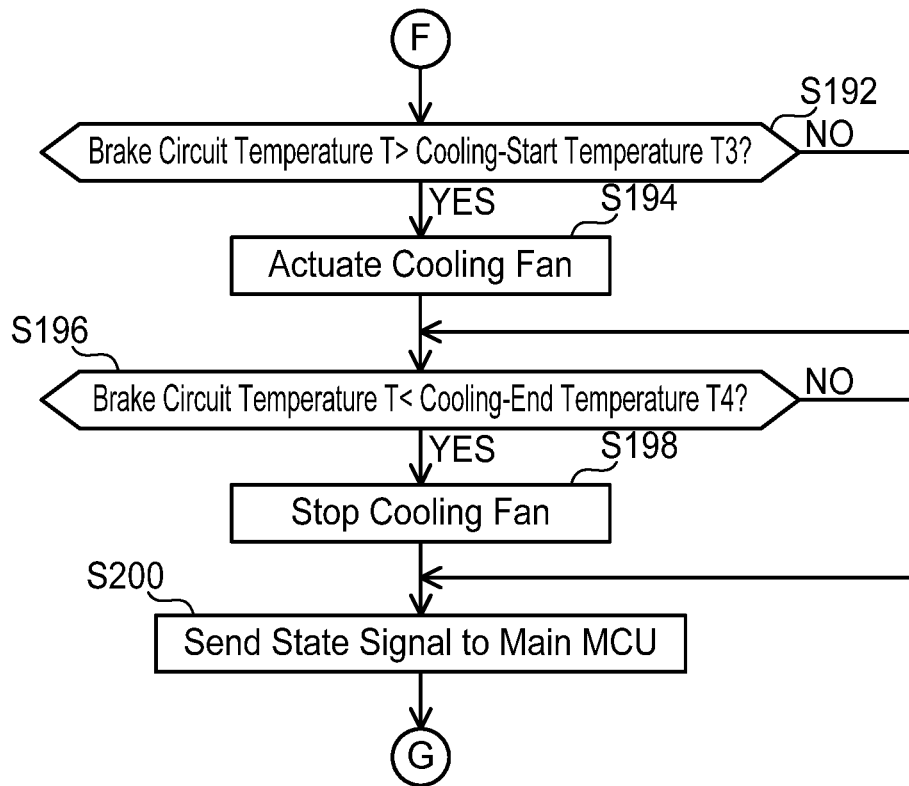 F
S192
Brake Circuit Temperature T> Cooling-Start Temperature T3?
NO
YES
S194
Actuate Cooling Fan
S196
Brake Circuit Temperature T< Cooling-End Temperature T4?
NO
YES
S198
Stop Cooling Fan
S200
Send State Signal to Main MCU
G